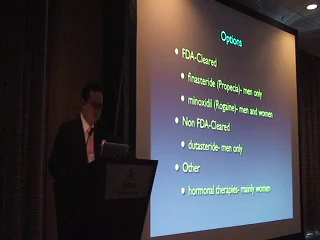 Options
• FDA-Cleared
• finasteride (Propecia)- men only
• minoxidil (Rogaine)- men and women
• Non FDA-Cleared
• dutasteride- men only
• Other
• hormonal therapies- mainly women